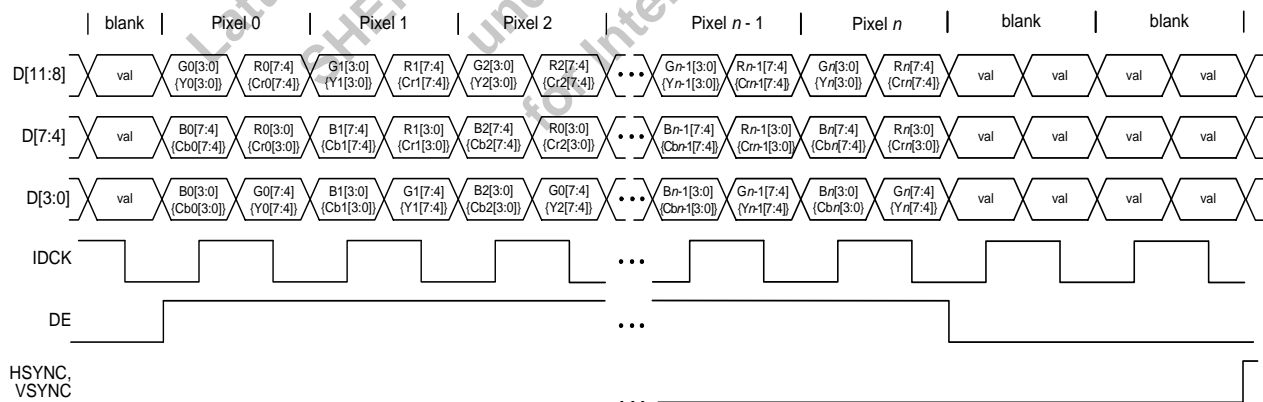 blank Pixel 0 Pixel 1 Pixel 2 Pixel n - 1 Pixel n blank blank
D[11:8] val G0[3:0] {Y0[3:0]} R0[7:4] {Cr0[7:4]} G1[3:0] {Y1[3:0]} R1[7:4] {Cr1[7:4]} G2[3:0] {Y2[3:0]} R2[7:4] {Cr2[7:4]} ••• Gn-1[3:0] {Yn-1[3:0]} Rn-1[7:4] {Crn-1[7:4]} Gn[3:0] {Yn[3:0]} Rn[7:4] {Crn[7:4]} val val val val
D[7:4] val B0[7:4] {Cb0[7:4]} R0[3:0] {Cr0[3:0]} B1[7:4] {Cb1[7:4]} R1[3:0] {Cr1[3:0]} B2[7:4] {Cb2[7:4]} R0[3:0] {Cr2[3:0]} ••• Bn-1[7:4] {Cbn-1[7:4]} Rn-1[3:0] {Crn-1[3:0]} Bn[7:4] {Cbn[7:4]} Rn[3:0] {Crn[3:0]} val val val val
D[3:0] val B0[3:0] {Cb0[3:0]} G0[7:4] {Y0[7:4]} B1[3:0] {Cb1[3:0]} G1[7:4] {Y1[7:4]} B2[3:0] {Cb2[3:0]} G0[7:4] {Y2[7:4]} ••• Bn-1[3:0] {Cbn-1[3:0]} Gn-1[7:4] {Yn-1[7:4]} Bn[3:0] {Cbn[3:0} Gn[7:4] {Yn[7:4]} val val val val
IDCK •••
DE •••
HSYNC,
VSYNC •••